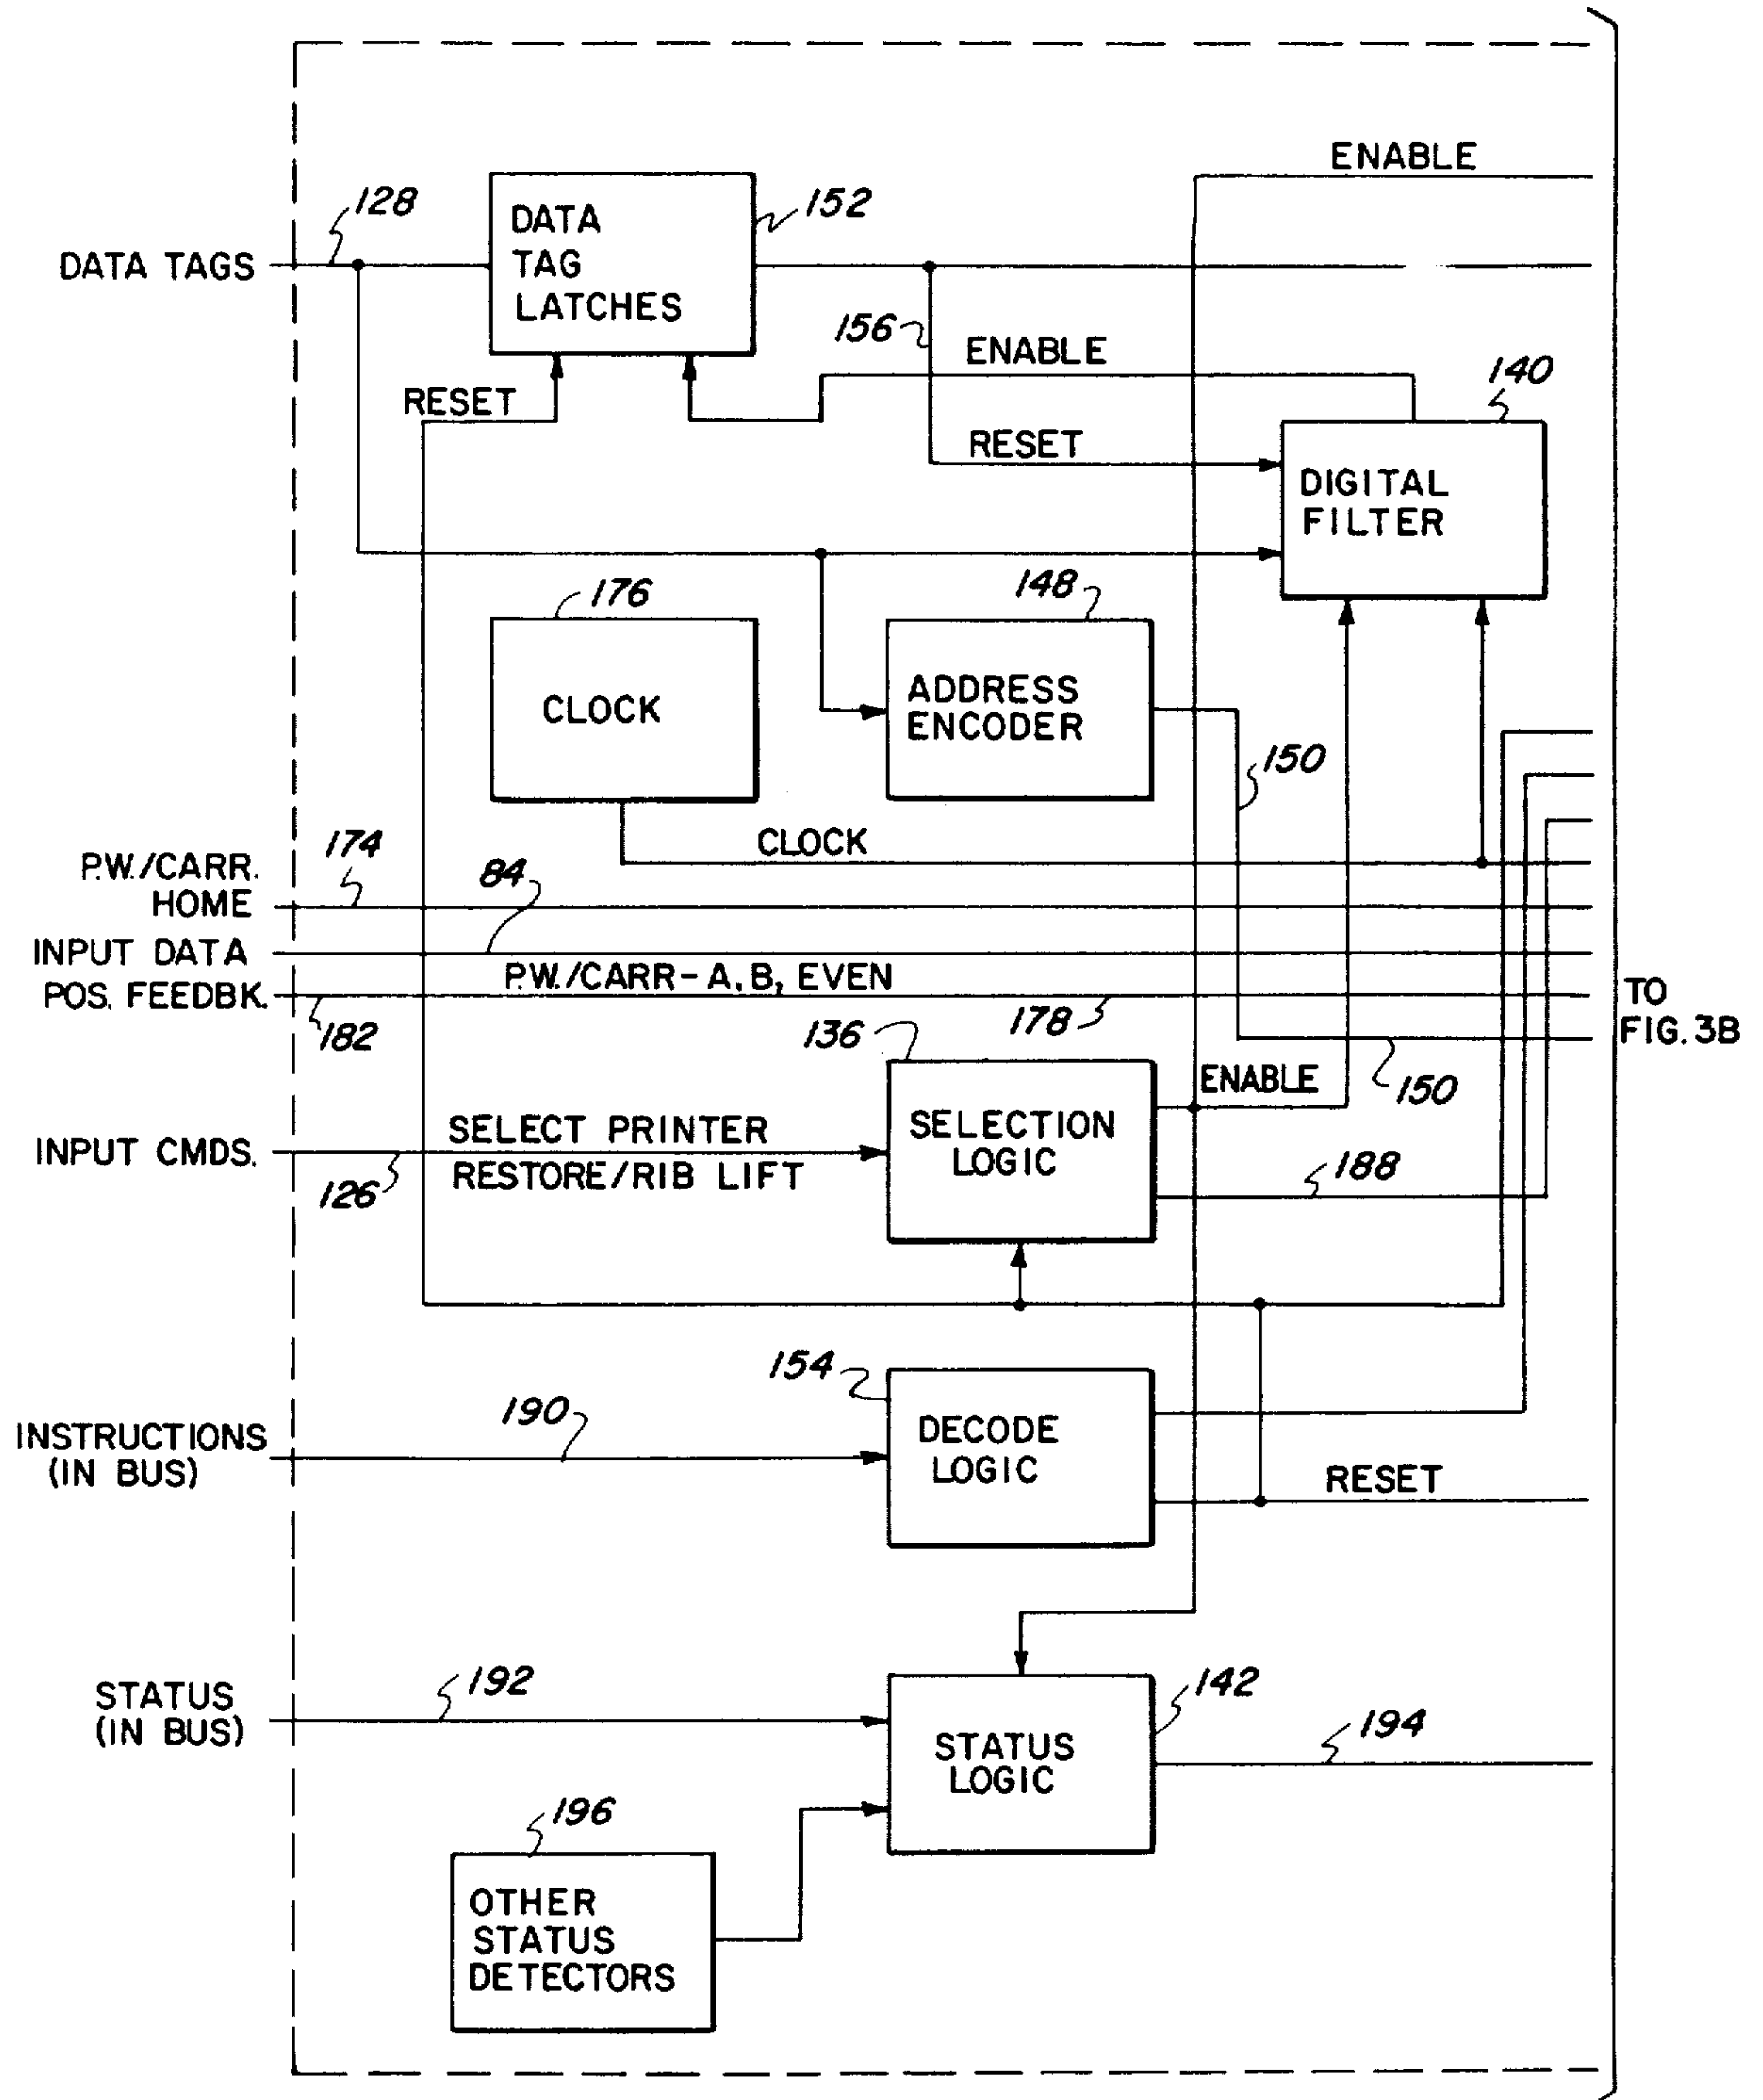 ENABLE
128
DATA TAGS
DATA
TAG
LATCHES
152
156
ENABLE
140
RESET
RESET
DIGITAL
FILTER
176
148
CLOCK
ADDRESS
ENCODER
150
CLOCK
P.W./CARR.
HOME
174
84
INPUT DATA
POS. FEEDBK.
P.W./CARR-A, B, EVEN
182
178
TO
FIG. 3B
136
150
ENABLE
INPUT CMDS.
SELECT PRINTER
RESTORE/RIB LIFT
126
SELECTION
LOGIC
188
154
190
INSTRUCTIONS
(IN BUS)
DECODE
LOGIC
RESET
STATUS
(IN BUS)
192
142
STATUS
LOGIC
194
196
OTHER
STATUS
DETECTORS